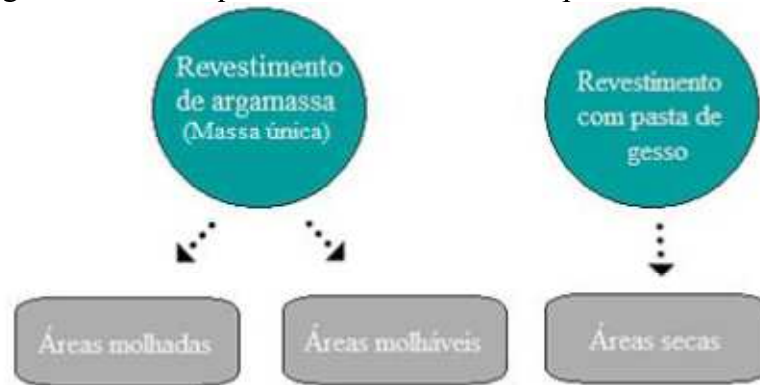 Revestimento
de argamassa
(Massa única)
Revestimento
com pasta de
gesso
Áreas molhadas
Áreas molháveis
Áreas secas